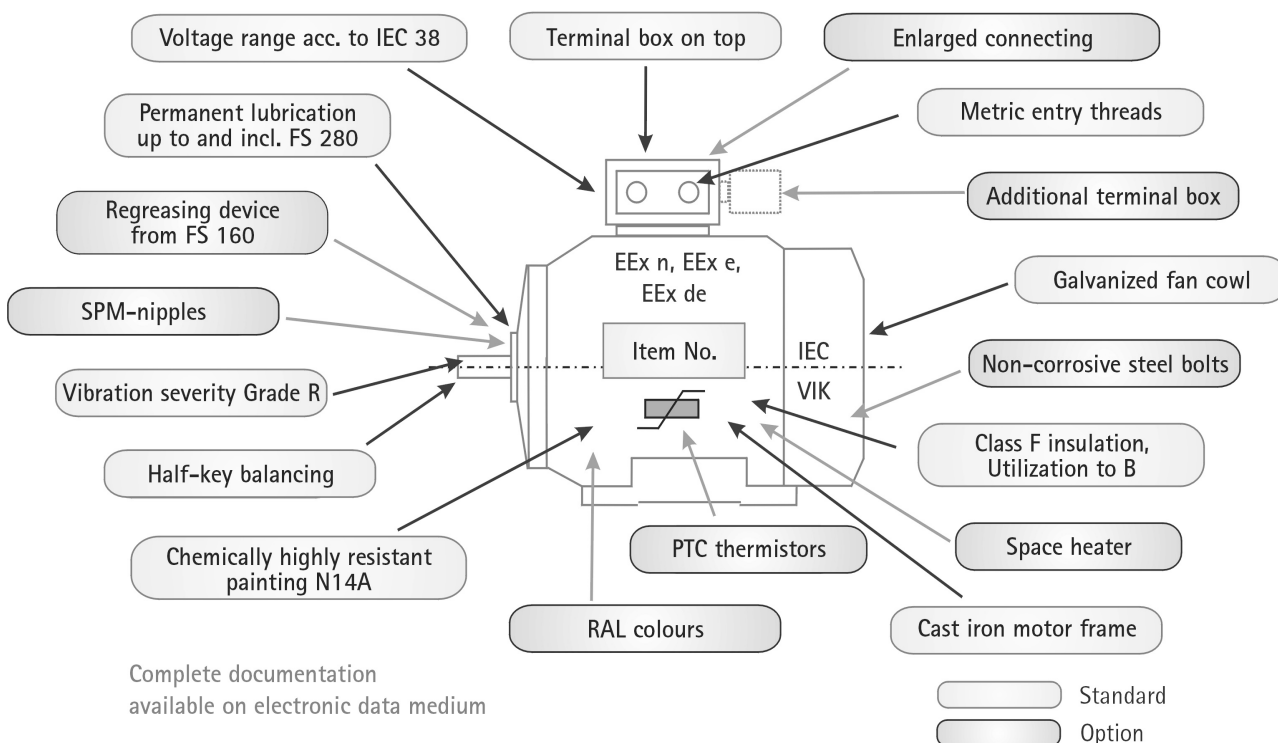 Voltage range acc. to IEC 38
Terminal box on top
Enlarged connecting
Permanent lubrication
up to and incl. FS 280
Metric entry threads
Regreasing device
from FS 160
Additional terminal box
EEx n, EEx e,
EEx de
Galvanized fan cowl
SPM-nipples
Item No.
IEC
VIK
Non-corrosive steel bolts
Vibration severity Grade R
Class F insulation,
Utilization to B
Half-key balancing
PTC thermistors
Space heater
Chemically highly resistant
painting N14A
RAL colours
Cast iron motor frame
Complete documentation
available on electronic data medium
Standard
Option